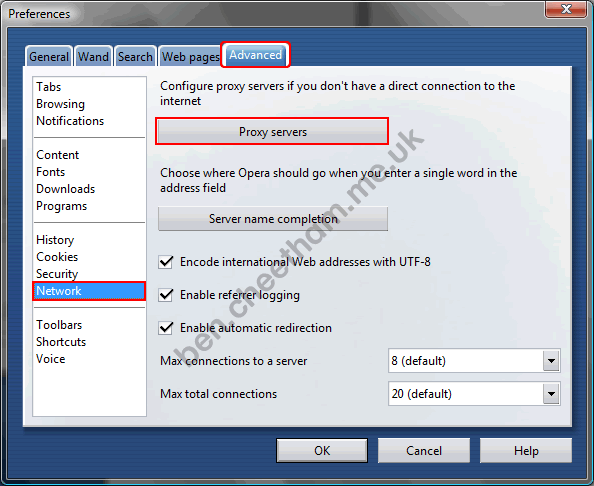 Preferences
General Wand Search Web pages Advanced
Tabs
Browsing
Notifications
Content
Fonts
Downloads
Programs
History
Cookies
Security
Network
Toolbars
Shortcuts
Voice
Configure proxy servers if you don't have a direct connection to the
internet
Proxy servers
Choose where Opera should go when you enter a single word in the
address field
Server name completion
Encode international Web addresses with UTF-8
Enable referrer logging
Enable automatic redirection
Max connections to a server 8 (default)
Max total connections 20 (default)
OK Cancel Help
ben.cheetham.me.uk